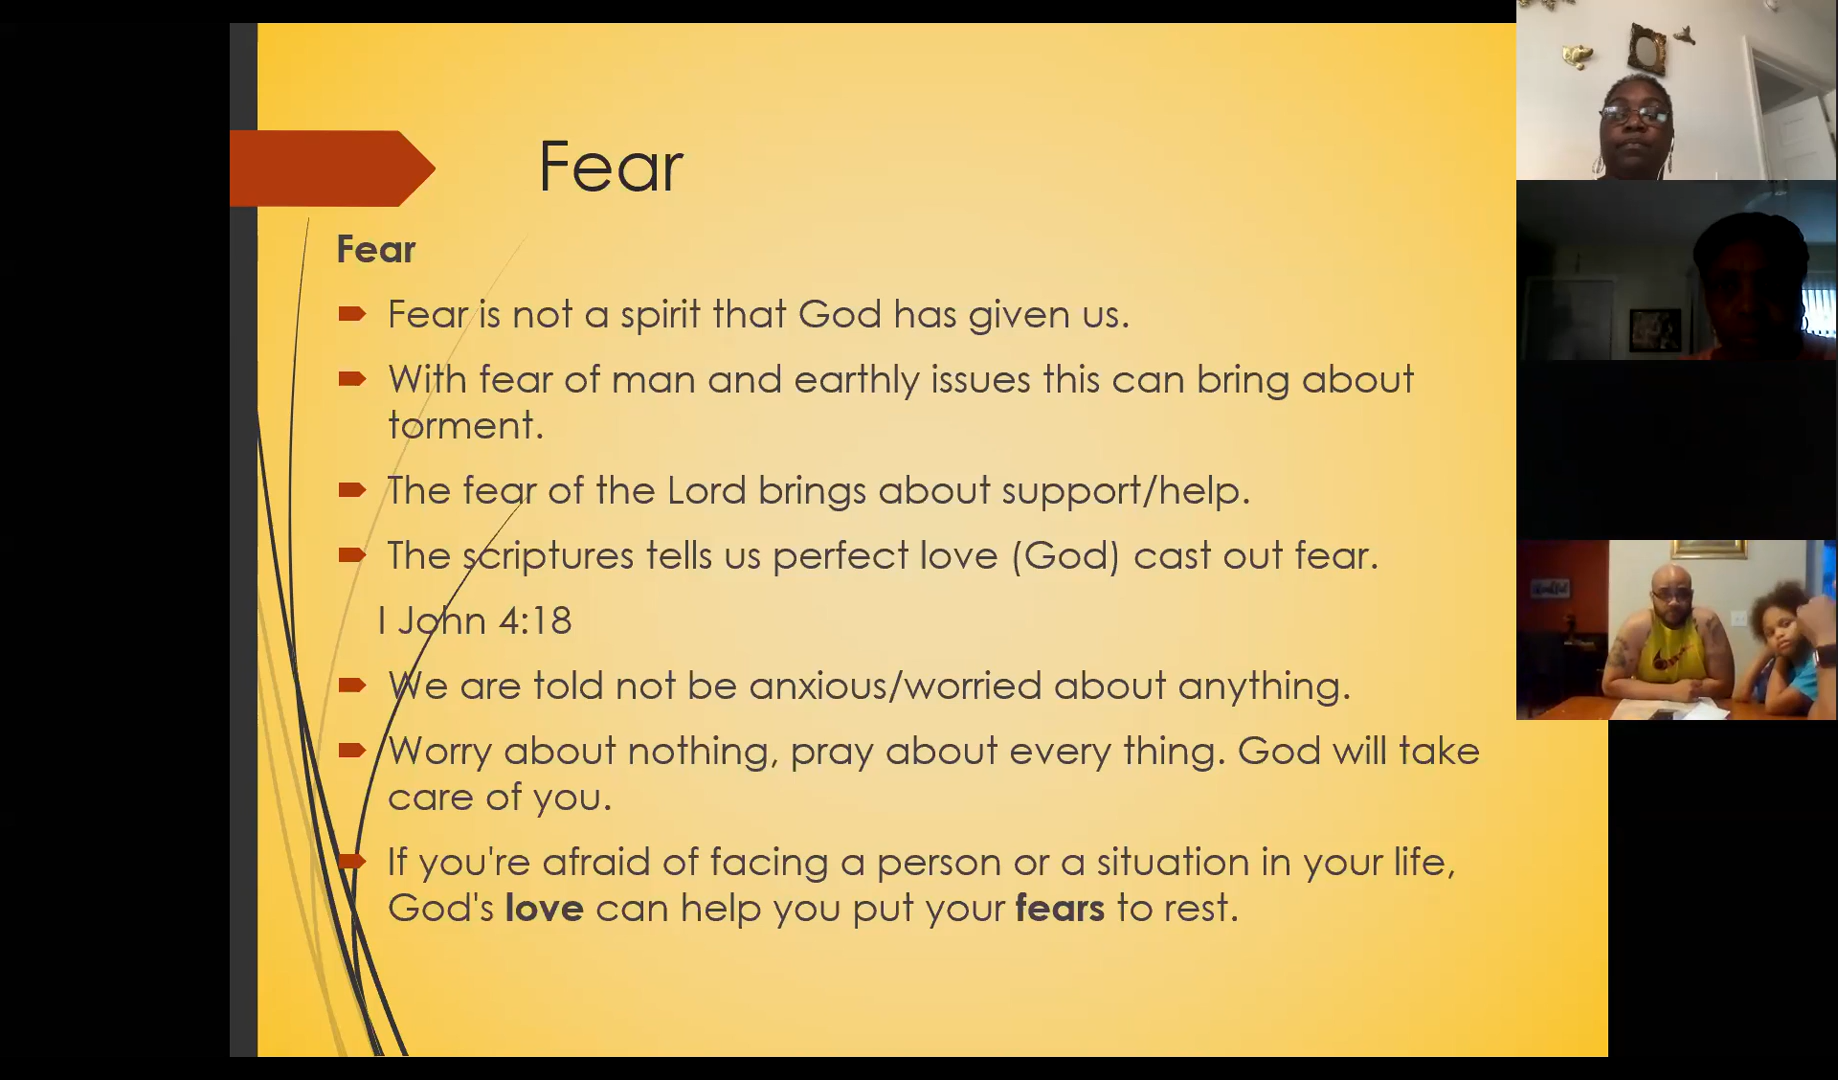 Fear
Fear
Fear is not a spirit that God has given us.
With fear of man and earthly issues this can bring about
torment.
The fear of the Lord brings about support/help.
The scriptures tells us perfect love (God) cast out fear.
I John 4:18
We are told not be anxious/worried about anything.
Worry about nothing, pray about every thing. God will take
care of you.
If you're afraid of facing a person or a situation in your life,
God's love can help you put your fears to rest.